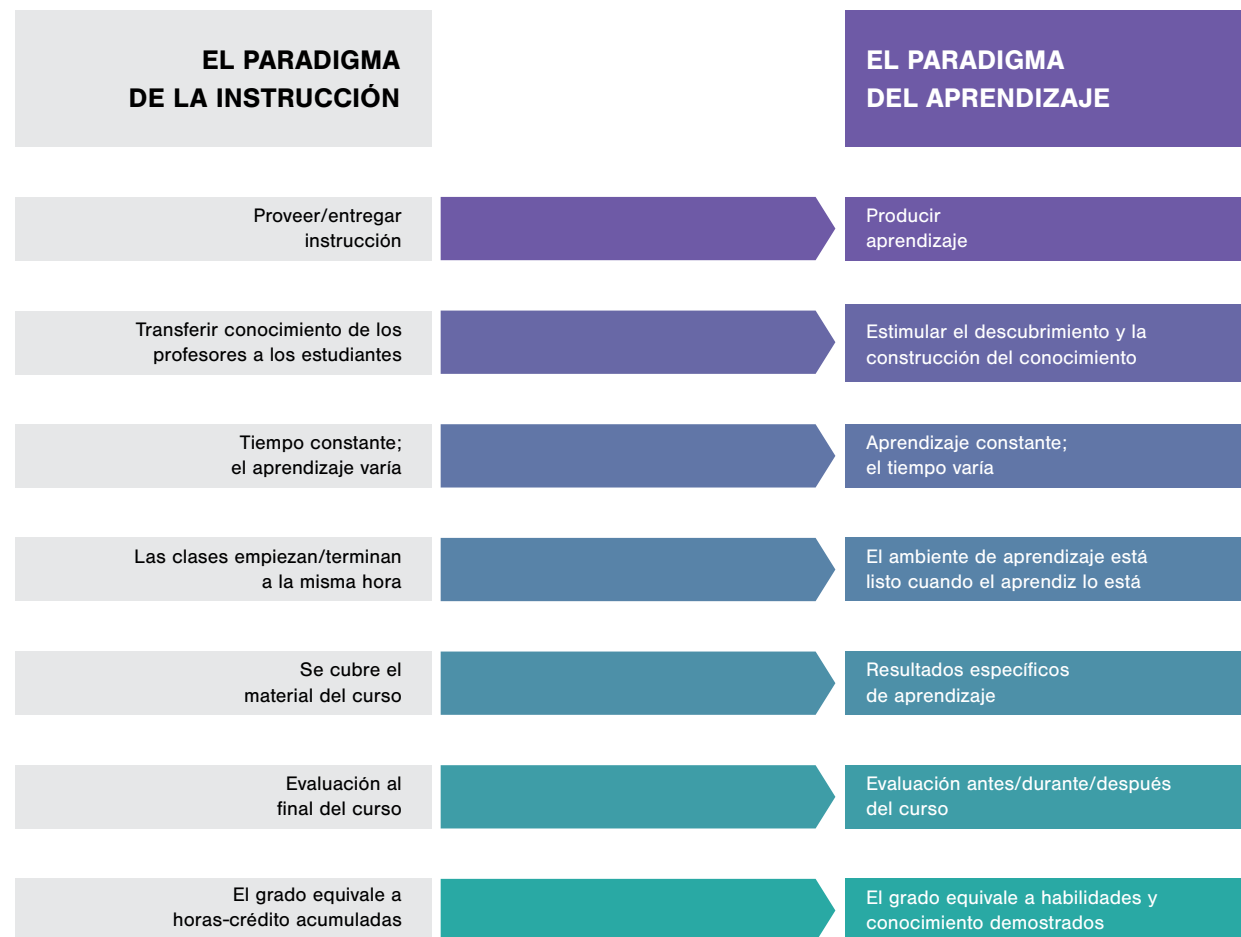 EL PARADIGMA
DE LA INSTRUCCIÓN
EL PARADIGMA
DEL APRENDIZAJE
Proveer/entregar
instrucción
Producir
aprendizaje
Transferir conocimiento de los
profesores a los estudiantes
Estimular el descubrimiento y la
construcción del conocimiento
Tiempo constante;
el aprendizaje varía
Aprendizaje constante;
el tiempo varía
Las clases empiezan/terminan
a la misma hora
El ambiente de aprendizaje está
listo cuando el aprendiz lo está
Se cubre el
material del curso
Resultados específicos
de aprendizaje
Evaluación al
final del curso
Evaluación antes/durante/después
del curso
El grado equivale a
horas-crédito acumuladas
El grado equivale a habilidades y
conocimiento demostrados